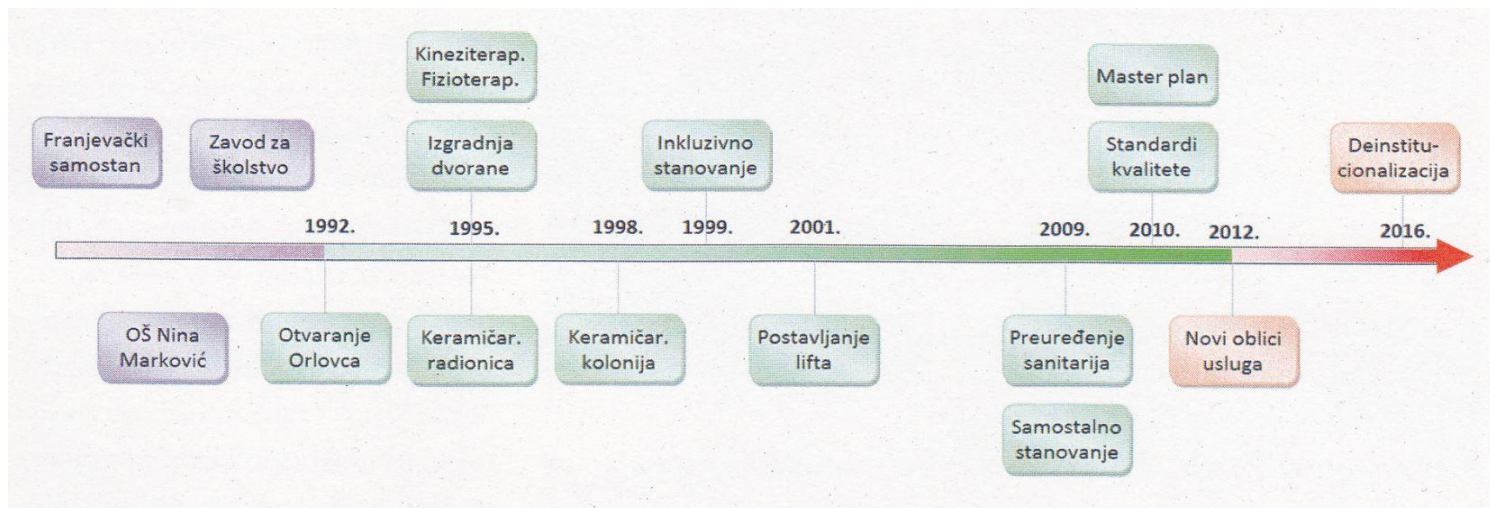 Kineziterap.
Fizioterap.
Master plan
Franjevački
samostan
Zavod za
školstvo
Izgradnja
dvorane
Inkluzivno
stanovanje
Standardi
kvalitete
Deinstitu-
cionalizacija
1992.
1995.
1998.
1999.
2001.
2009.
2010.
2012.
2016.
OŠ Nina
Marković
Otvaranje
Orlovca
Keramičar.
radionica
Keramičar.
kolonija
Postavljanje
lifta
Preuređenje
sanitarija
Novi oblici
usluga
Samostalno
stanovanje